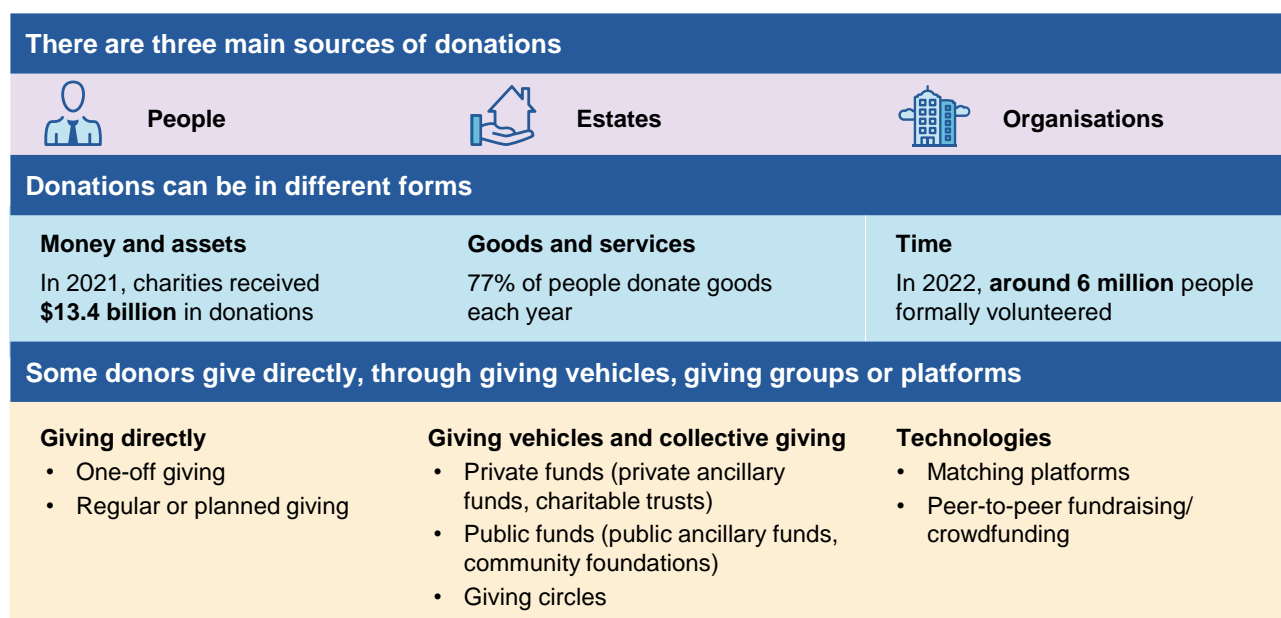 There are three main sources of donations
People
Estates
Organisations
Donations can be in different forms
Money and assets
In 2021, charities received
$13.4 billion in donations
Goods and services
77% of people donate goods
each year
Time
In 2022, around 6 million people
formally volunteered
Some donors give directly, through giving vehicles, giving groups or platforms
Giving directly
• One-off giving
• Regular or planned giving
Giving vehicles and collective giving
• Private funds (private ancillary
funds, charitable trusts)
• Public funds (public ancillary funds,
community foundations)
• Giving circles
Technologies
• Matching platforms
• Peer-to-peer fundraising/
crowdfunding